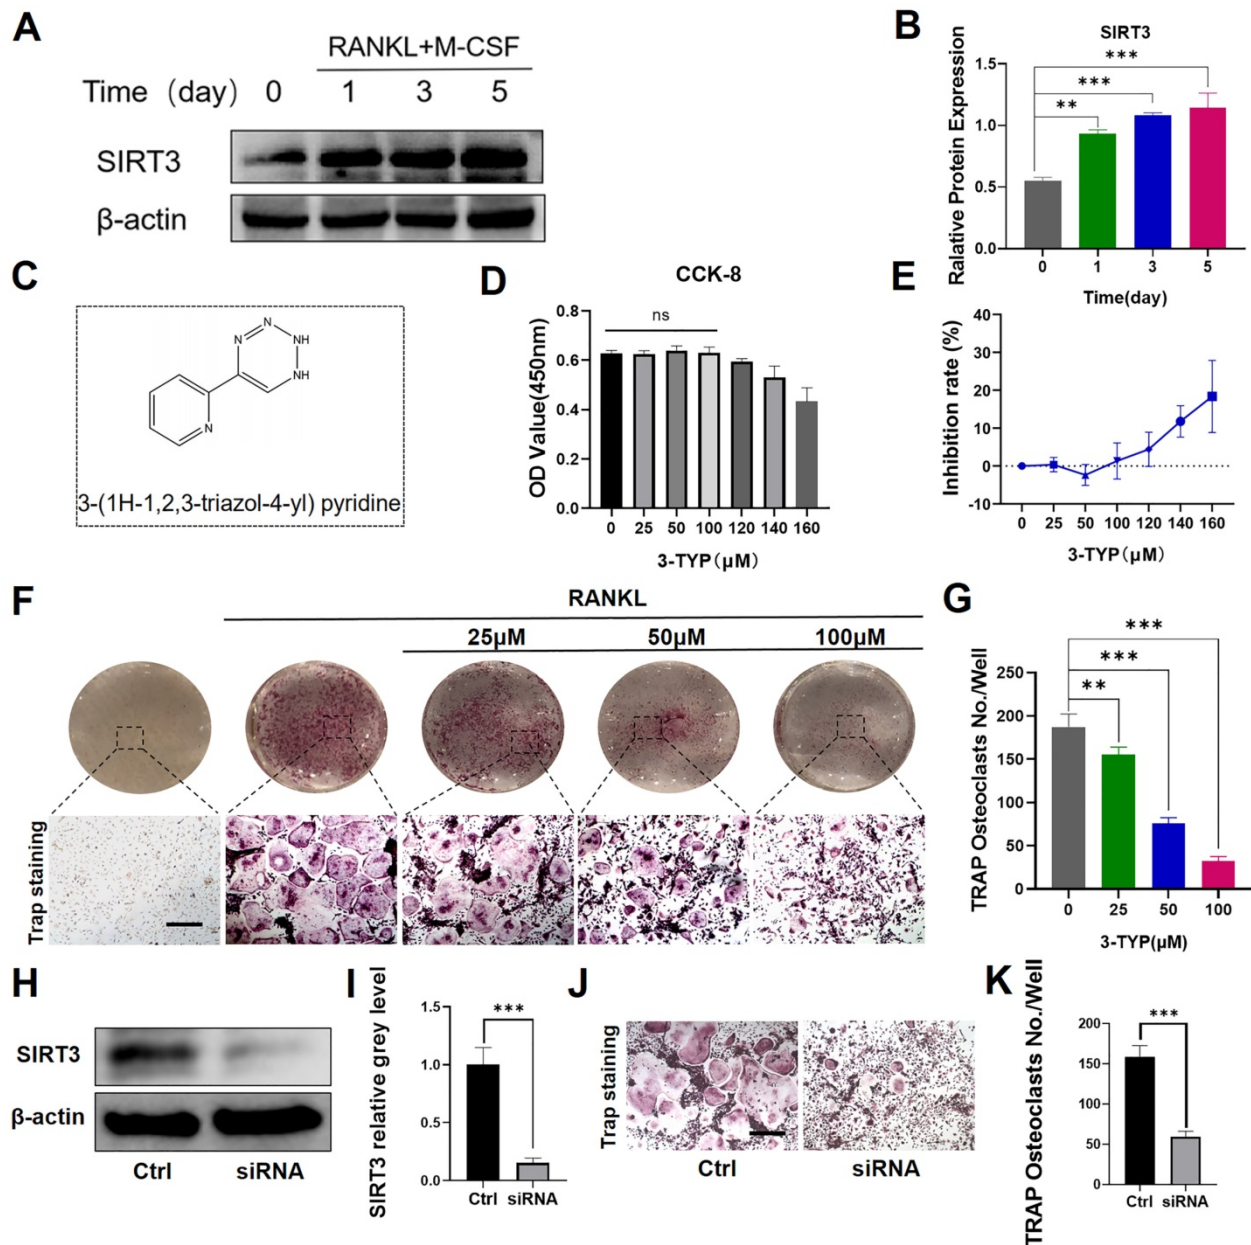 A
RANKL+M-CSF
Time（day）0 1 3 5
SIRT3
β-actin
B
SIRT3
Ralative Protein Expression
1.5
1.0
0.5
0.0
***
***
**
0 1 3 5
Time(day)
C
N
N
N
NH
NH
N
3-(1H-1,2,3-triazol-4-yl) pyridine
D
CCK-8
OD Value(450nm)
0.8
0.6
0.4
0.2
0.0
ns
0 25 50 100 120 140 160
3-TYP（μM）
E
Inhibition rate (%)
40
30
20
10
0
-10
0 25 50 100 120 140 160
3-TYP（μM）
F
RANKL
25μM 50μM 100μM
Trap staining
G
TRAP Osteoclasts No./Well
250
200
150
100
50
0
***
***
**
0 25 50 100
3-TYP(μM)
H
SIRT3
β-actin
Ctrl siRNA
I
SIRT3 relative grey level
1.5
1.0
0.5
0.0
***
Ctrl siRNA
J
Trap staining
Ctrl siRNA
K
TRAP Osteoclasts No./Well
200
150
100
50
0
***
Ctrl siRNA